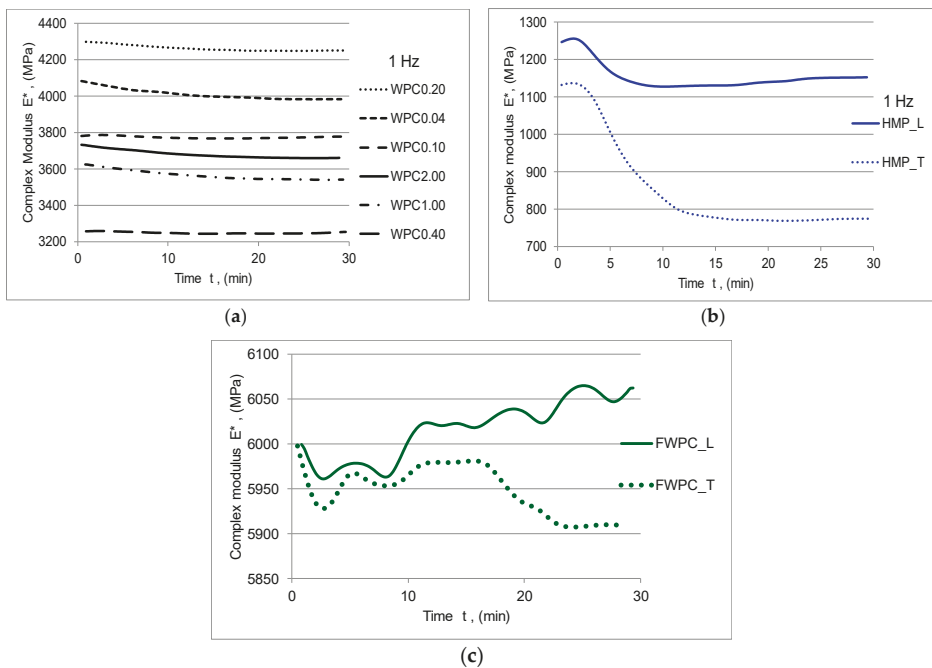 4400
4200
4000
3800
3600
3400
3200
0 10 20 30
Complex Modulus E* , (MPa)
Time t , (min)
1 Hz
WPC0.20
WPC0.04
WPC0.10
WPC2.00
WPC1.00
WPC0.40
(a)
1300
1200
1100
1000
900
800
700
0 5 10 15 20 25 30
Complex modulus E* , (MPa)
Time t , (min)
1 Hz
HMP_L
HMP_T
(b)
6100
6050
6000
5950
5900
5850
0 10 20 30
Complex modulus E* , (MPa)
Time t , (min)
FWPC_L
FWPC_T
(c)